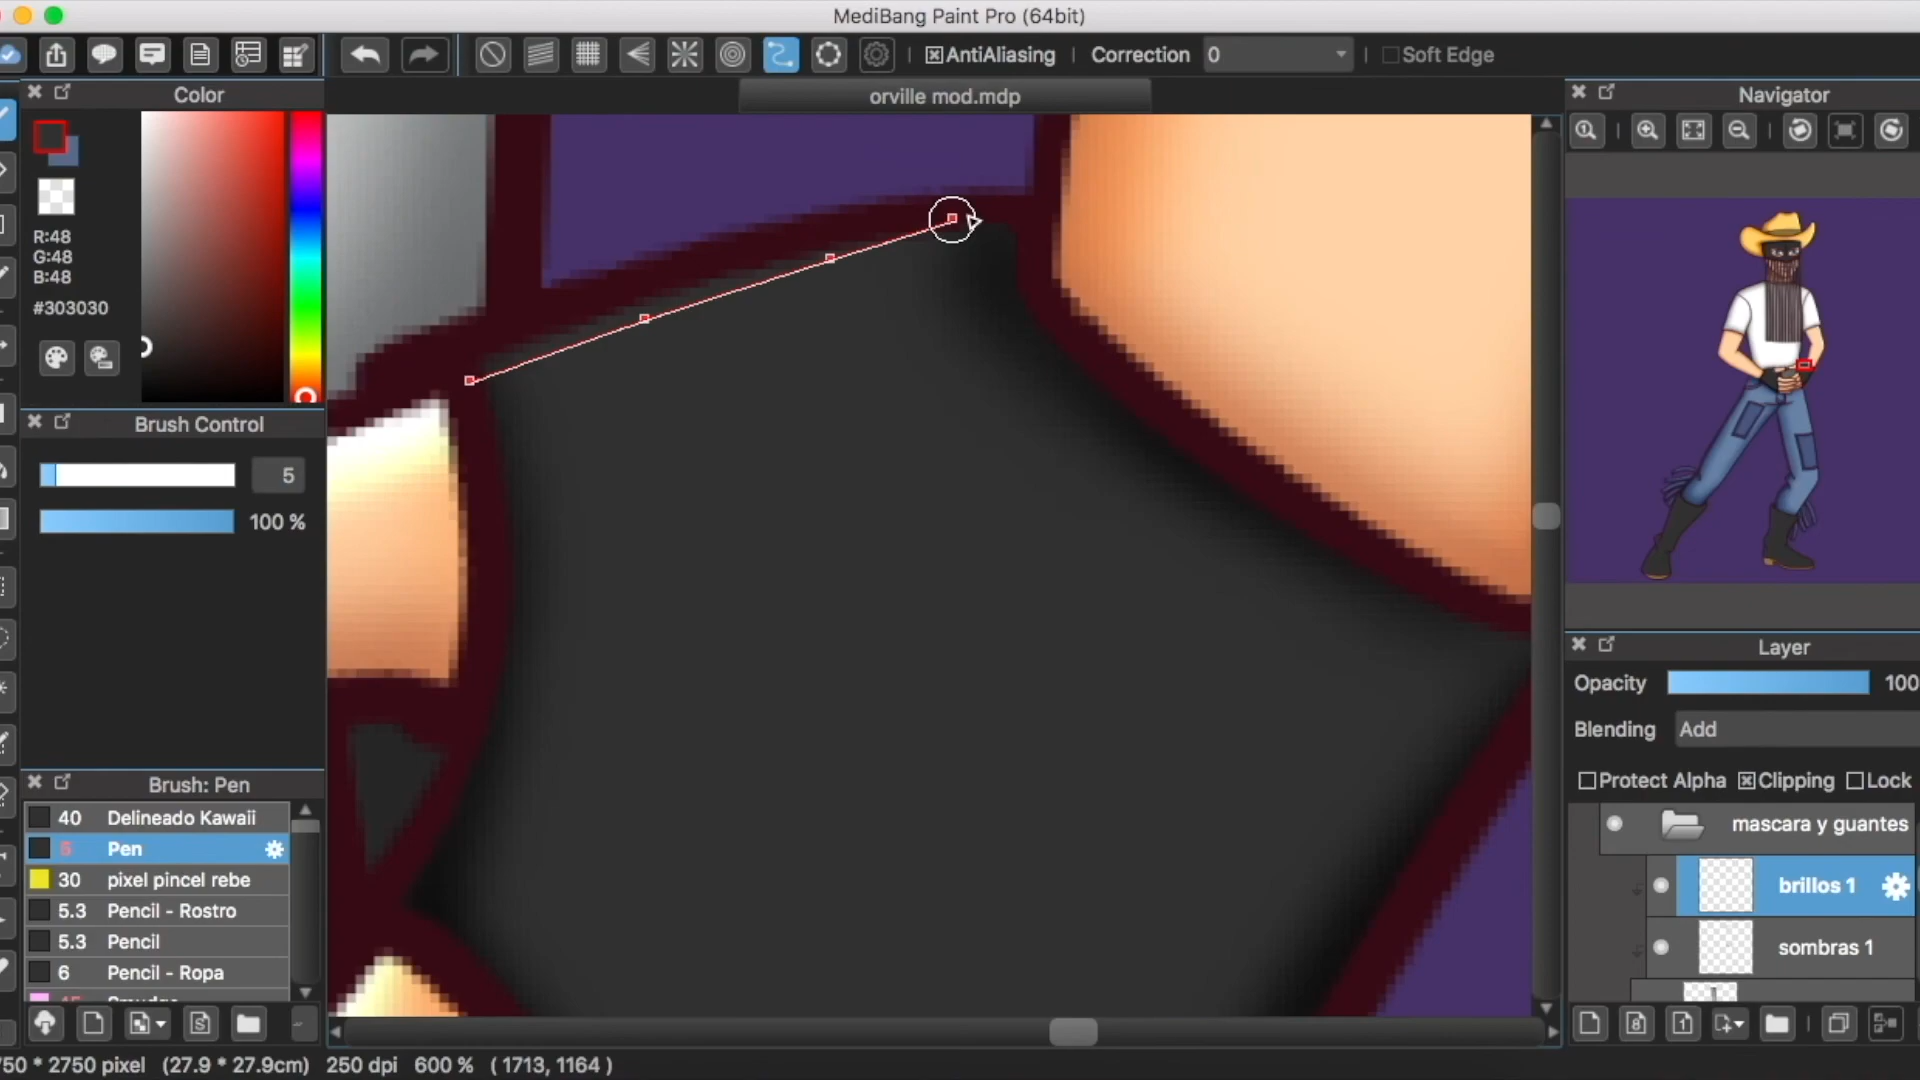 MediBang Paint Pro (64bit)
AntiAliasing
Correction
0
Soft Edge
Color
orville mod.mdp
Navigator
R:48
G:48
B:48
#303030
Brush Control
5
100 %
Layer
Opacity
100
Blending
Add
Protect Alpha
Clipping
Lock
Brush: Pen
40 Delineado Kawaii
5 Pen
30 pixel pincel rebe
5.3 Pencil - Rostro
5.3 Pencil
6 Pencil - Ropa
mascara y guantes
brillos 1
sombras 1
50 * 2750 pixel (27.9 * 27.9cm) 250 dpi 600 % ( 1713, 1164 )